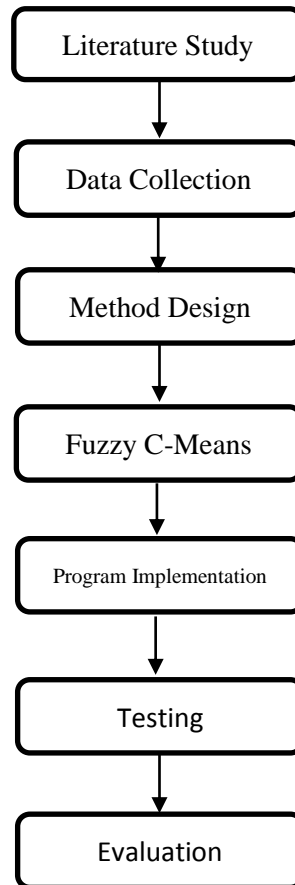 Literature Study
Data Collection
Method Design
Fuzzy C-Means
Program Implementation
Testing
Evaluation